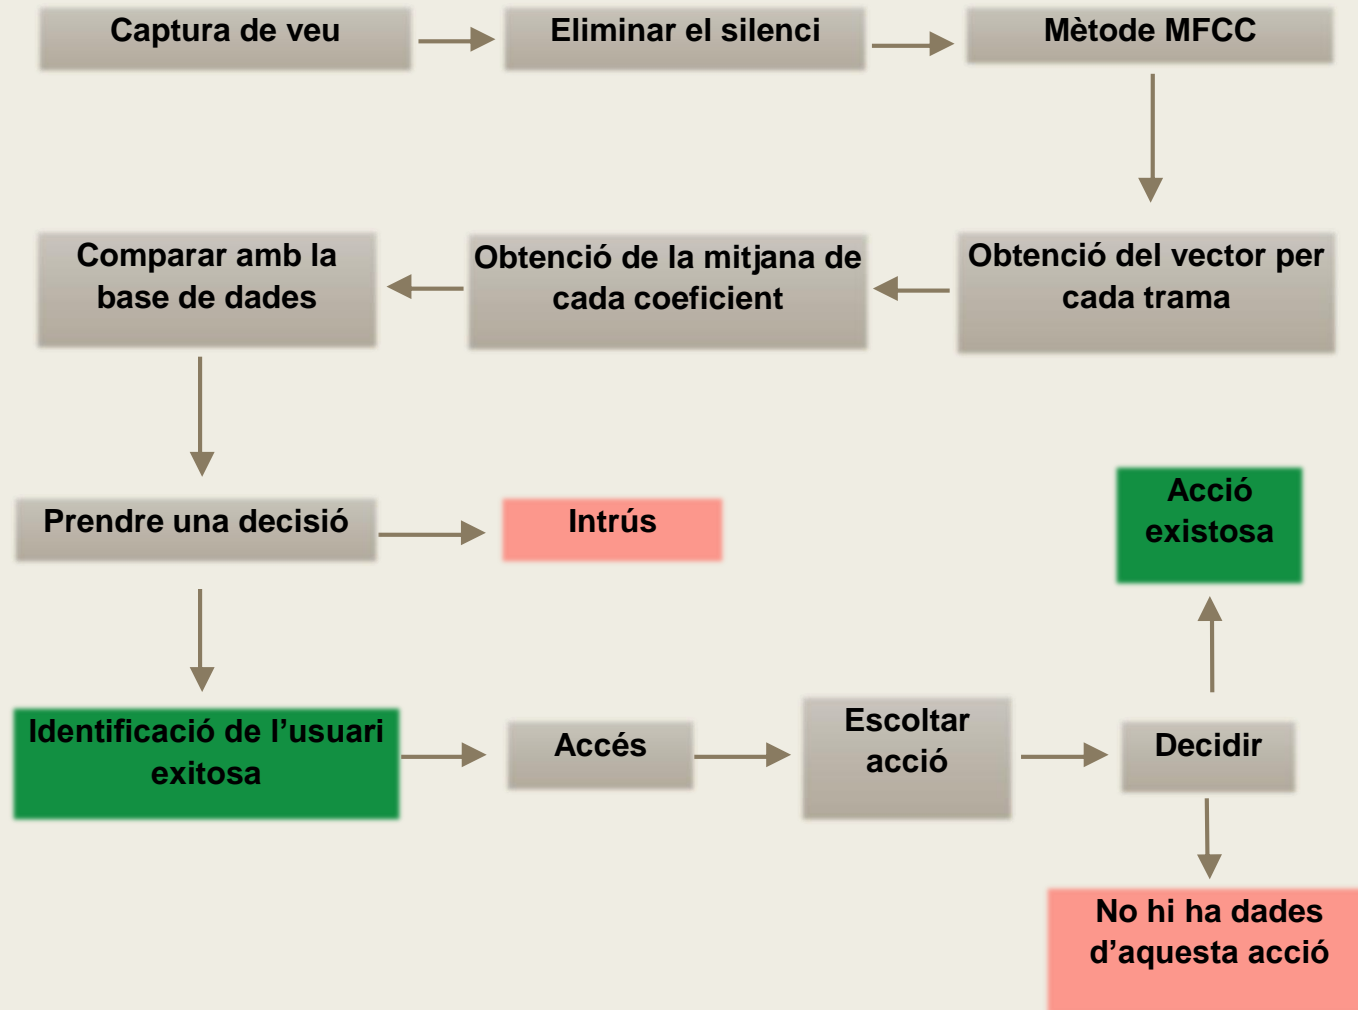 Captura de veu
Eliminar el silenci
Mètode MFCC
Obtenció del vector per
cada trama
Obtenció de la mitjana de
cada coeficient
Comparar amb la
base de dades
Prendre una decisió
Intrús
Identificació de l’usuari
exitosa
Accés
Escoltar
acció
Decidir
Acció
existosa
No hi ha dades
d’aquesta acció